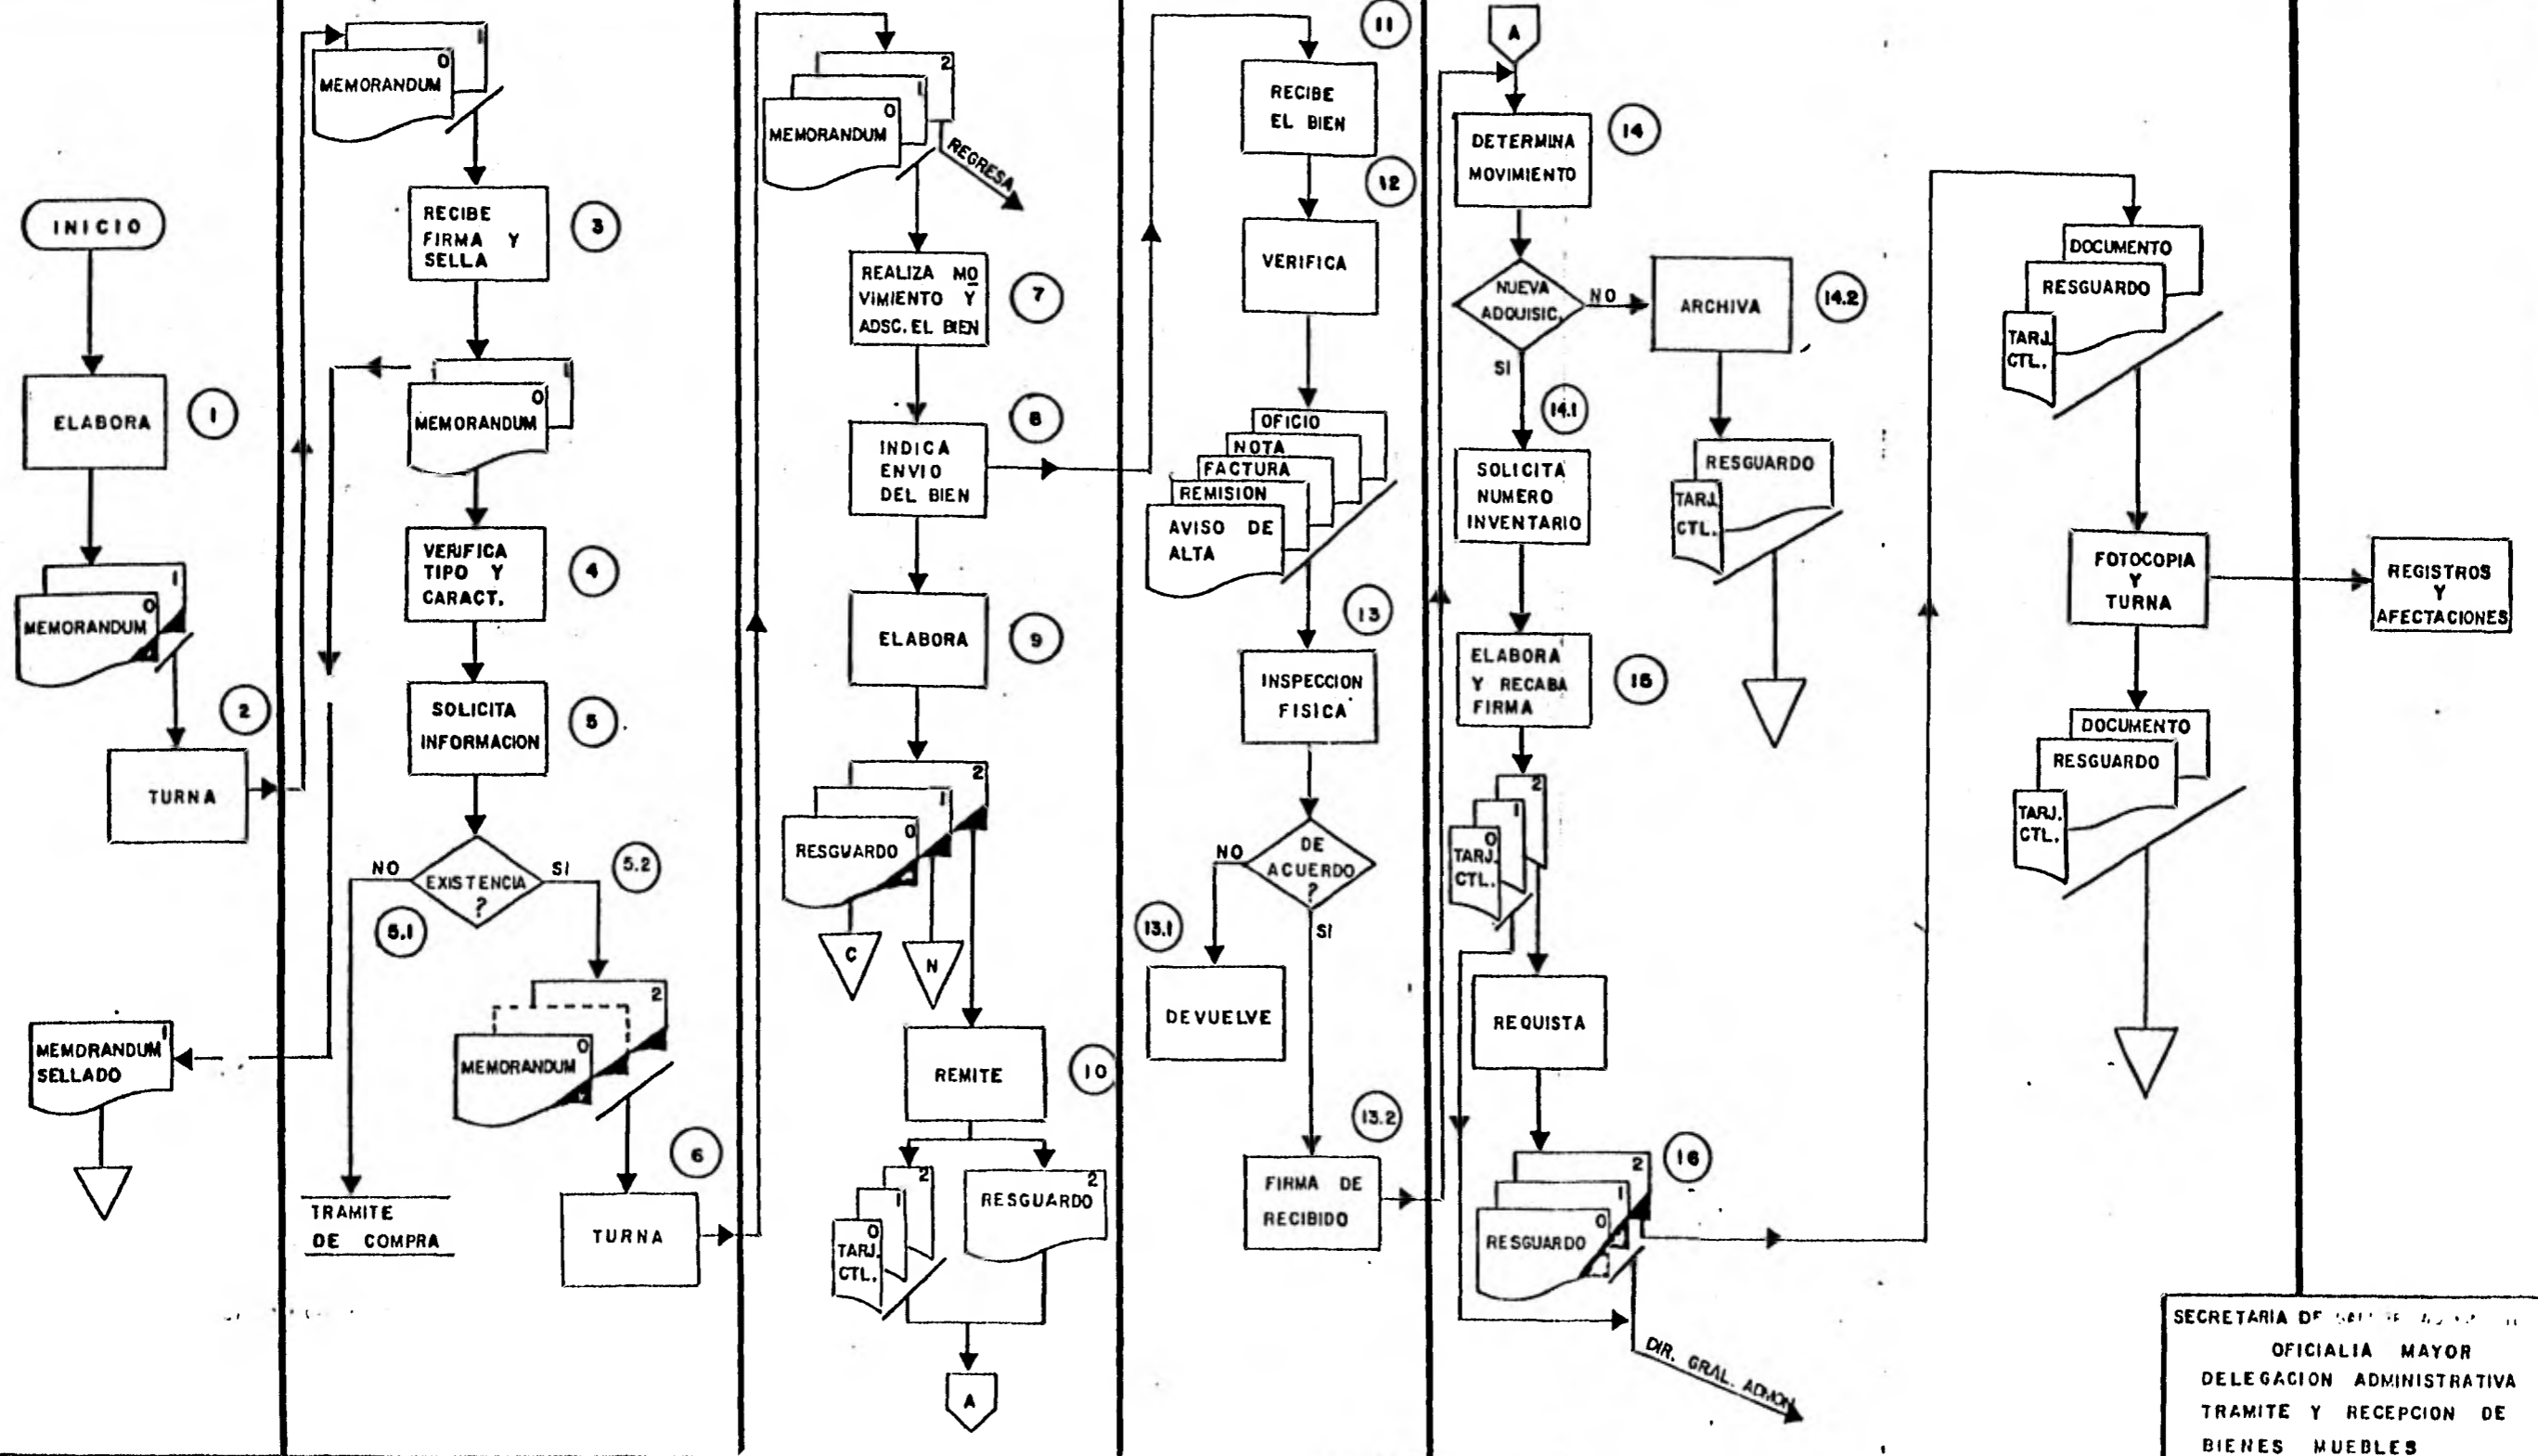 INICIO
ELABORA
1
1
0
MEMORANDUM
2
TURNA
1
MEMORANDUM
SELLADO
1
0
MEMORANDUM
RECIBE
FIRMA Y
SELLA
3
1
0
MEMORANDUM
VERIFICA
TIPO Y
CARACT.
4
SOLICITA
INFORMACION
5
NO
EXISTENCIA
?
SI
5.2
5.1
TRAMITE
DE COMPRA
2
0
MEMORANDUM
6
TURNA
2
1
0
MEMORANDUM
REGRESA
REALIZA MO
VIMIENTO Y
ADSC. EL BIEN
7
INDICA
ENVIO
DEL BIEN
8
ELABORA
9
2
1
0
RESGUARDO
C
N
REMITE
10
2
1
0
TARJ.
CTL.
2
RESGUARDO
A
11
RECIBE
EL BIEN
12
VERIFICA
OFICIO
NOTA
FACTURA
REMISION
AVISO DE
ALTA
13
INSPECCION
FISICA
NO
DE
ACUERDO
?
SI
13.1
DEVUELVE
13.2
FIRMA DE
RECIBIDO
A
DETERMINA
MOVIMIENTO
14
NUEVA
ADQUISIC.
NO
ARCHIVA
14.2
SI
14.1
RESGUARDO
TARJ.
CTL.
SOLICITA
NUMERO
INVENTARIO
ELABORA
Y RECABA
FIRMA
15
2
1
0
TARJ.
CTL.
REQUISTA
16
2
1
0
RESGUARDO
DIR. GRAL. ADMON
DOCUMENTO
RESGUARDO
TARJ.
CTL.
FOTOCOPIA
Y
TURNA
DOCUMENTO
RESGUARDO
TARJ.
CTL.
REGISTROS
Y
AFECTACIONES
SECRETARIA DE
OFICIALIA MAYOR
DELEGACION ADMINISTRATIVA
TRAMITE Y RECEPCION DE
BIENES MUEBLES